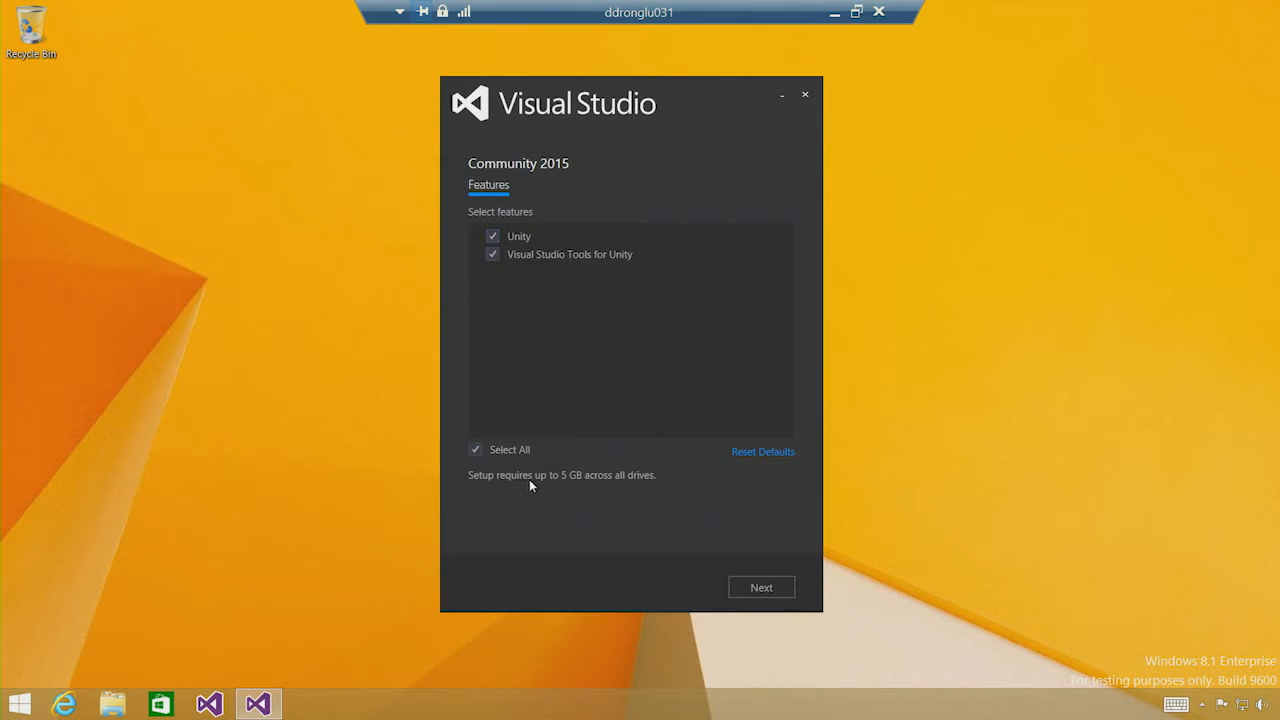 ddronglu031
Recycle Bin
Visual Studio
Community 2015
Features
Select features
Unity
Visual Studio Tools for Unity
Select All
Reset Defaults
Setup requires up to 5 GB across all drives.
Next
Windows 8.1 Enterprise
For testing purposes only. Build 9600